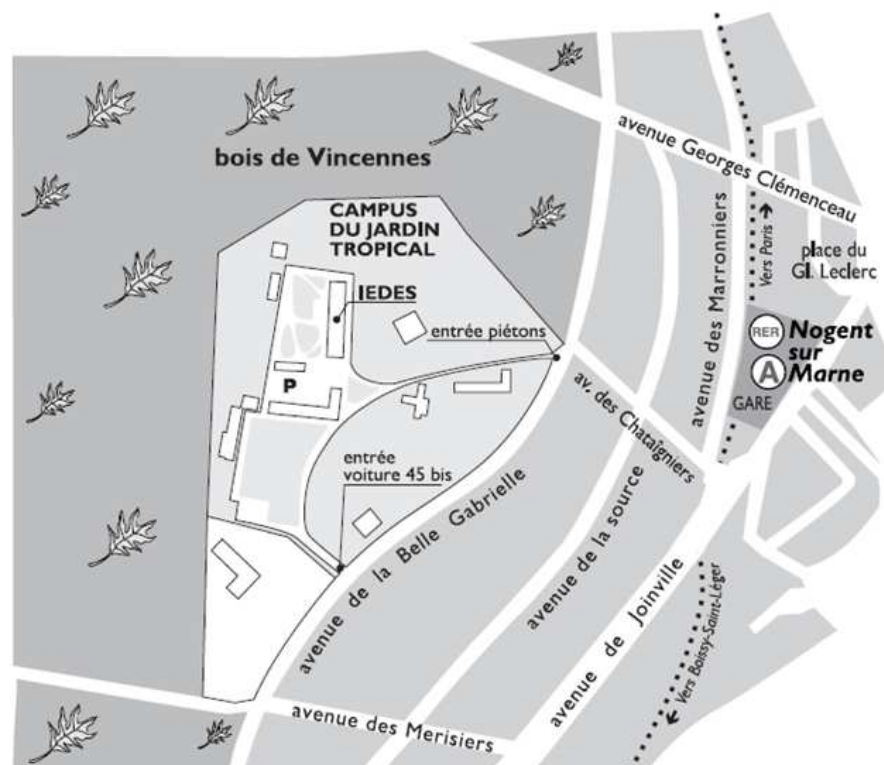 avenue Georges Clémenceau
bois de Vincennes
CAMPUS
DU JARDIN
TROPICAL
IEDES
entrée piétons
P
entrée
voiture 45 bis
Vers Paris
place du
Gl. Leclerc
RER
A
Nogent
sur
Marne
GARE
avenue des Marronniers
av. des Chataîgniers
avenue de la Belle Gabrielle
avenue de la source
avenue de Joinville
Vers Boissy-Saint-Léger
avenue des Merisiers